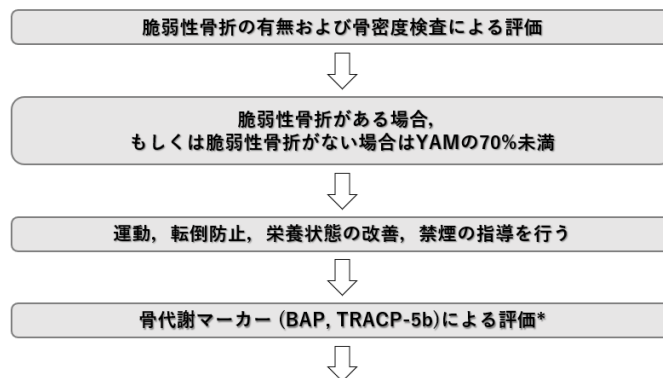 脆弱性骨折の有無および骨密度検査による評価
脆弱性骨折がある場合,
もしくは脆弱性骨折がない場合はYAMの70%未満
運動，転倒防止，栄養状態の改善，禁煙の指導を行う
骨代謝マーカー (BAP, TRACP-5b)による評価*